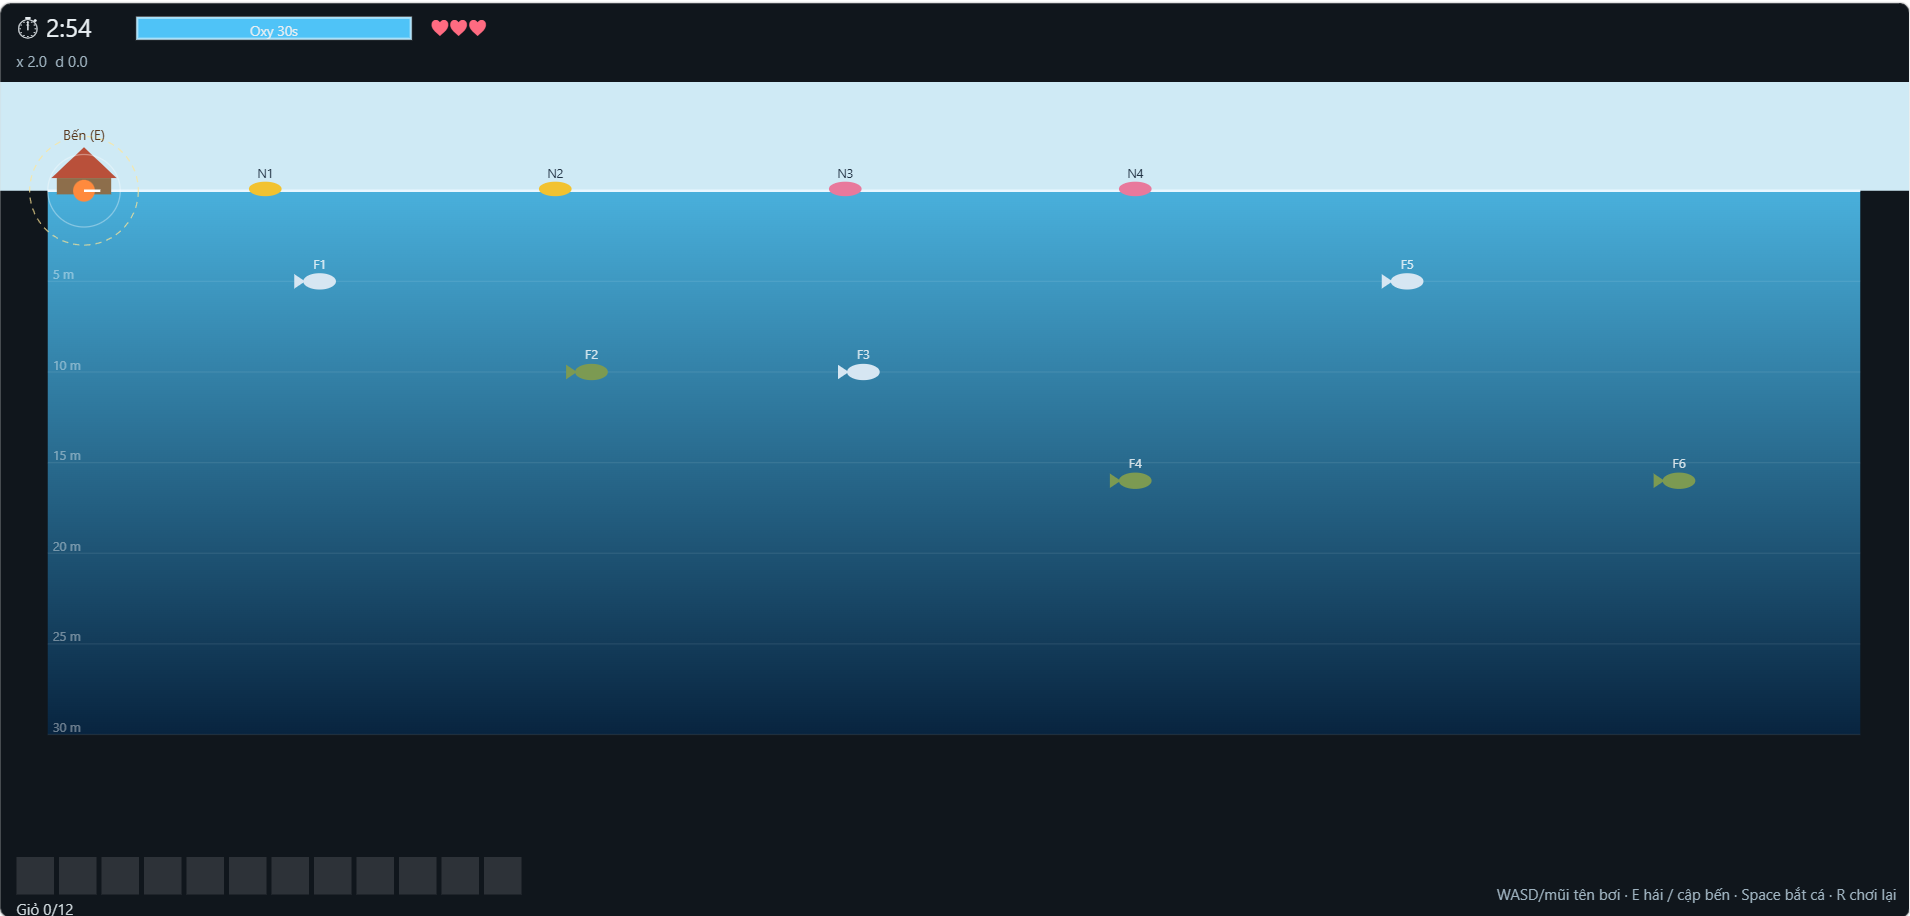 ⏱ 2:54
Oxy 30s
x 2.0 d 0.0
Bến (E)
N1
N2
N3
N4
F1
F5
5 m
F2
F3
10 m
15 m
F4
F6
20 m
25 m
30 m
Giỏ 0/12
WASD/mũi tên bơi · E hái / cập bến · Space bắt cá · R chơi lại